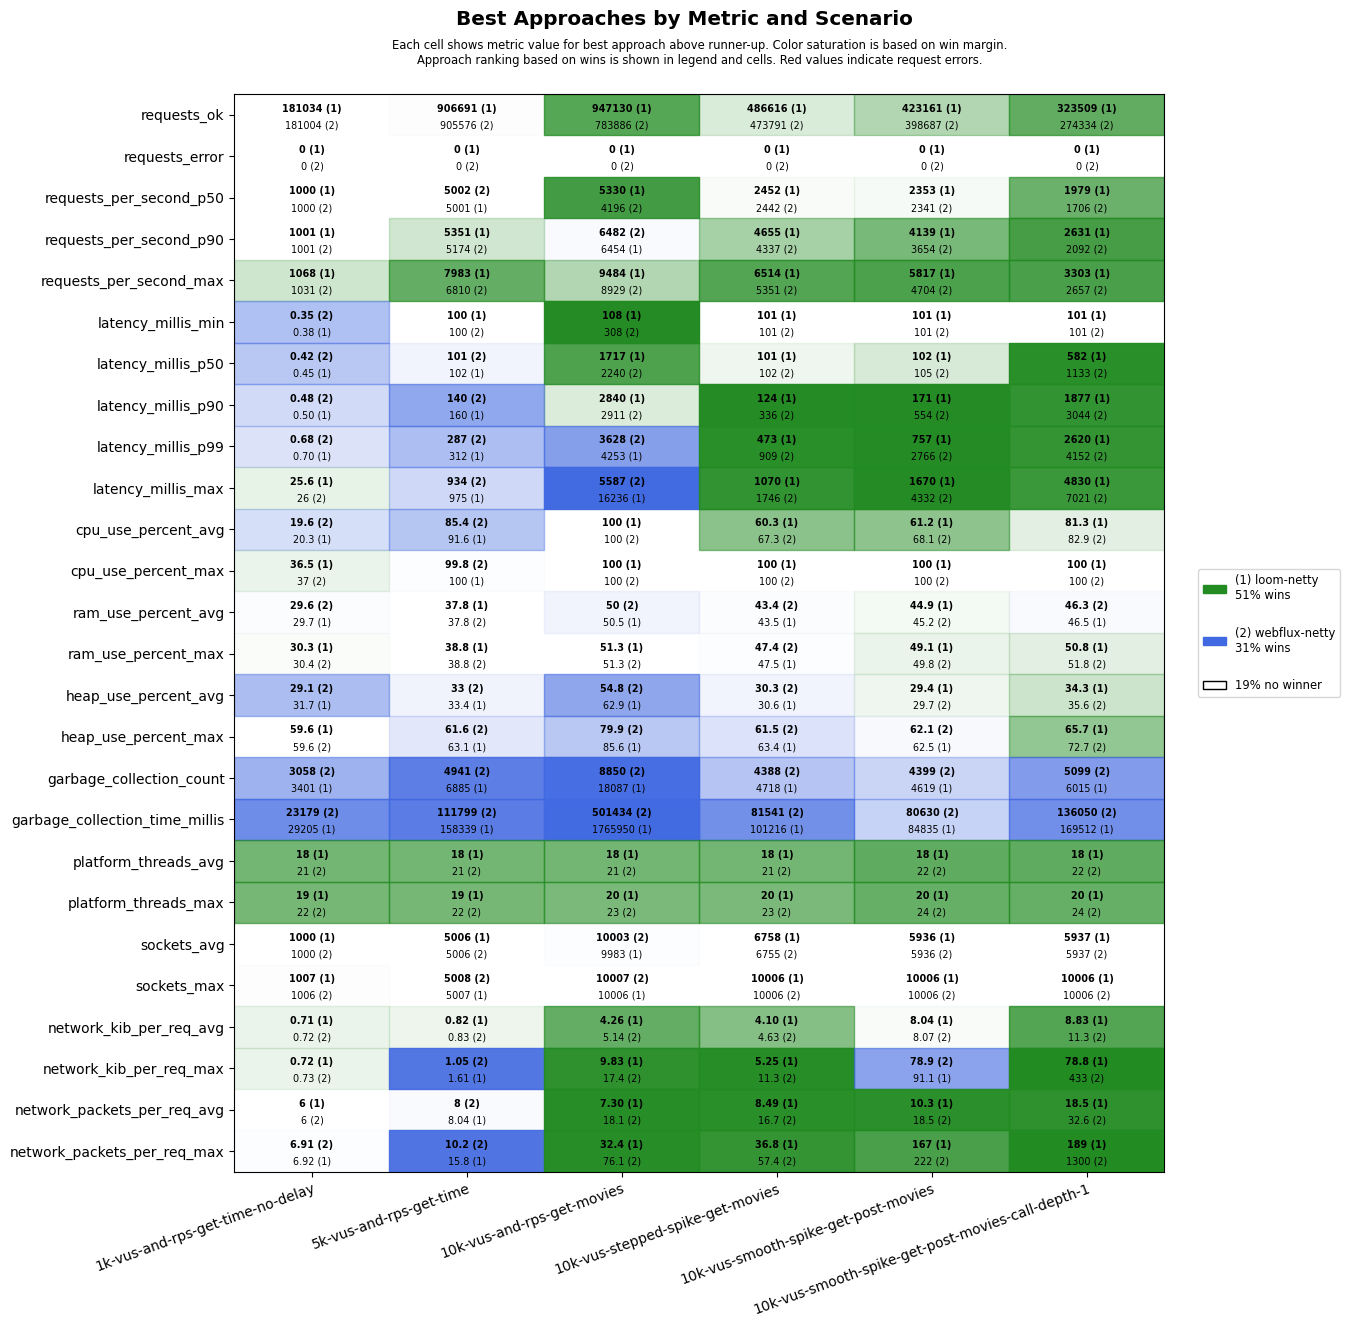 Best Approaches by Metric and Scenario
Each cell shows metric value for best approach above runner-up. Color saturation is based on win margin.
Approach ranking based on wins is shown in legend and cells. Red values indicate request errors.
requests_ok
181034 (1) 906691 (1) 947130 (1) 486616 (1) 423161 (1) 323509 (1)
181004 (2) 905576 (2) 783886 (2) 473791 (2) 398687 (2) 274334 (2)
requests_error
0 (1) 0 (1) 0 (1) 0 (1) 0 (1) 0 (1)
0 (2) 0 (2) 0 (2) 0 (2) 0 (2) 0 (2)
requests_per_second_p50
1000 (1) 5002 (2) 5330 (1) 2452 (1) 2353 (1) 1979 (1)
1000 (2) 5001 (1) 4196 (2) 2442 (2) 2341 (2) 1706 (2)
requests_per_second_p90
1001 (1) 5351 (1) 6482 (2) 4655 (1) 4139 (1) 2631 (1)
1001 (2) 5174 (2) 6454 (1) 4337 (2) 3654 (2) 2092 (2)
requests_per_second_max
1068 (1) 7983 (1) 9484 (1) 6514 (1) 5817 (1) 3303 (1)
1031 (2) 6810 (2) 8929 (2) 5351 (2) 4704 (2) 2657 (2)
latency_millis_min
0.35 (2) 100 (1) 108 (1) 101 (1) 101 (1) 101 (1)
0.38 (1) 100 (2) 308 (2) 101 (2) 101 (2) 101 (2)
latency_millis_p50
0.42 (2) 101 (2) 1717 (1) 101 (1) 102 (1) 582 (1)
0.45 (1) 102 (1) 2240 (2) 102 (2) 105 (2) 1133 (2)
latency_millis_p90
0.48 (2) 140 (2) 2840 (1) 124 (1) 171 (1) 1877 (1)
0.50 (1) 160 (1) 2911 (2) 336 (2) 554 (2) 3044 (2)
latency_millis_p99
0.68 (2) 287 (2) 3628 (2) 473 (1) 757 (1) 2620 (1)
0.70 (1) 312 (1) 4253 (1) 909 (2) 2766 (2) 4152 (2)
latency_millis_max
25.6 (1) 934 (2) 5587 (2) 1070 (1) 1670 (1) 4830 (1)
26 (2) 975 (1) 16236 (1) 1746 (2) 4332 (2) 7021 (2)
cpu_use_percent_avg
19.6 (2) 85.4 (2) 100 (1) 60.3 (1) 61.2 (1) 81.3 (1)
20.3 (1) 91.6 (1) 100 (2) 67.3 (2) 68.1 (2) 82.9 (2)
cpu_use_percent_max
36.5 (1) 99.8 (2) 100 (1) 100 (1) 100 (1) 100 (1)
37 (2) 100 (1) 100 (2) 100 (2) 100 (2) 100 (2)
ram_use_percent_avg
29.6 (2) 37.8 (1) 50 (2) 43.4 (2) 44.9 (1) 46.3 (2)
29.7 (1) 37.8 (2) 50.5 (1) 43.5 (1) 45.2 (2) 46.5 (1)
ram_use_percent_max
30.3 (1) 38.8 (1) 51.3 (1) 47.4 (2) 49.1 (1) 50.8 (1)
30.4 (2) 38.8 (2) 51.3 (2) 47.5 (1) 49.8 (2) 51.8 (2)
heap_use_percent_avg
29.1 (2) 33 (2) 54.8 (2) 30.3 (2) 29.4 (1) 34.3 (1)
31.7 (1) 33.4 (1) 62.9 (1) 30.6 (1) 29.7 (2) 35.6 (2)
heap_use_percent_max
59.6 (1) 61.6 (2) 79.9 (2) 61.5 (2) 62.1 (2) 65.7 (1)
59.6 (2) 63.1 (1) 85.6 (1) 63.4 (1) 62.5 (1) 72.7 (2)
garbage_collection_count
3058 (2) 4941 (2) 8850 (2) 4388 (2) 4399 (2) 5099 (2)
3401 (1) 6885 (1) 18087 (1) 4718 (1) 4619 (1) 6015 (1)
garbage_collection_time_millis
23179 (2) 111799 (2) 501434 (2) 81541 (2) 80630 (2) 136050 (2)
29205 (1) 158339 (1) 1765950 (1) 101216 (1) 84835 (1) 169512 (1)
platform_threads_avg
18 (1) 18 (1) 18 (1) 18 (1) 18 (1) 18 (1)
21 (2) 21 (2) 21 (2) 21 (2) 22 (2) 22 (2)
platform_threads_max
19 (1) 19 (1) 20 (1) 20 (1) 20 (1) 20 (1)
22 (2) 22 (2) 23 (2) 23 (2) 24 (2) 24 (2)
sockets_avg
1000 (1) 5006 (1) 10003 (2) 6758 (1) 5936 (1) 5937 (1)
1000 (2) 5006 (2) 9983 (1) 6755 (2) 5936 (2) 5937 (2)
sockets_max
1007 (1) 5008 (2) 10007 (2) 10006 (1) 10006 (1) 10006 (1)
1006 (2) 5007 (1) 10006 (1) 10006 (2) 10006 (2) 10006 (2)
network_kib_per_req_avg
0.71 (1) 0.82 (1) 4.26 (1) 4.10 (1) 8.04 (1) 8.83 (1)
0.72 (2) 0.83 (2) 5.14 (2) 4.63 (2) 8.07 (2) 11.3 (2)
network_kib_per_req_max
0.72 (1) 1.05 (2) 9.83 (1) 5.25 (1) 78.9 (2) 78.8 (1)
0.73 (2) 1.61 (1) 17.4 (2) 11.3 (2) 91.1 (1) 433 (2)
network_packets_per_req_avg
6 (1) 8 (2) 7.30 (1) 8.49 (1) 10.3 (1) 18.5 (1)
6 (2) 8.04 (1) 18.1 (2) 16.7 (2) 18.5 (2) 32.6 (2)
network_packets_per_req_max
6.91 (2) 10.2 (2) 32.4 (1) 36.8 (1) 167 (1) 189 (1)
6.92 (1) 15.8 (1) 76.1 (2) 57.4 (2) 222 (2) 1300 (2)
1k-vus-and-rps-get-time-no-delay
5k-vus-and-rps-get-time
10k-vus-and-rps-get-movies
10k-vus-stepped-spike-get-movies
10k-vus-smooth-spike-get-post-movies
10k-vus-smooth-spike-get-post-movies-call-depth-1
(1) loom-netty
51% wins
(2) webflux-netty
31% wins
19% no winner